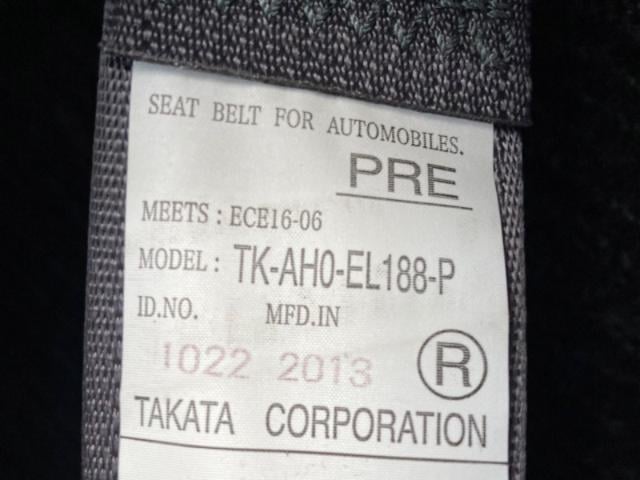 SEAT BELT FOR AUTOMOBILES.
PRE
MEETS : ECE16-06
MODEL : TK-AH0-EL188-P
ID.NO. MFD.IN
1022 2013 R
TAKATA CORPORATION